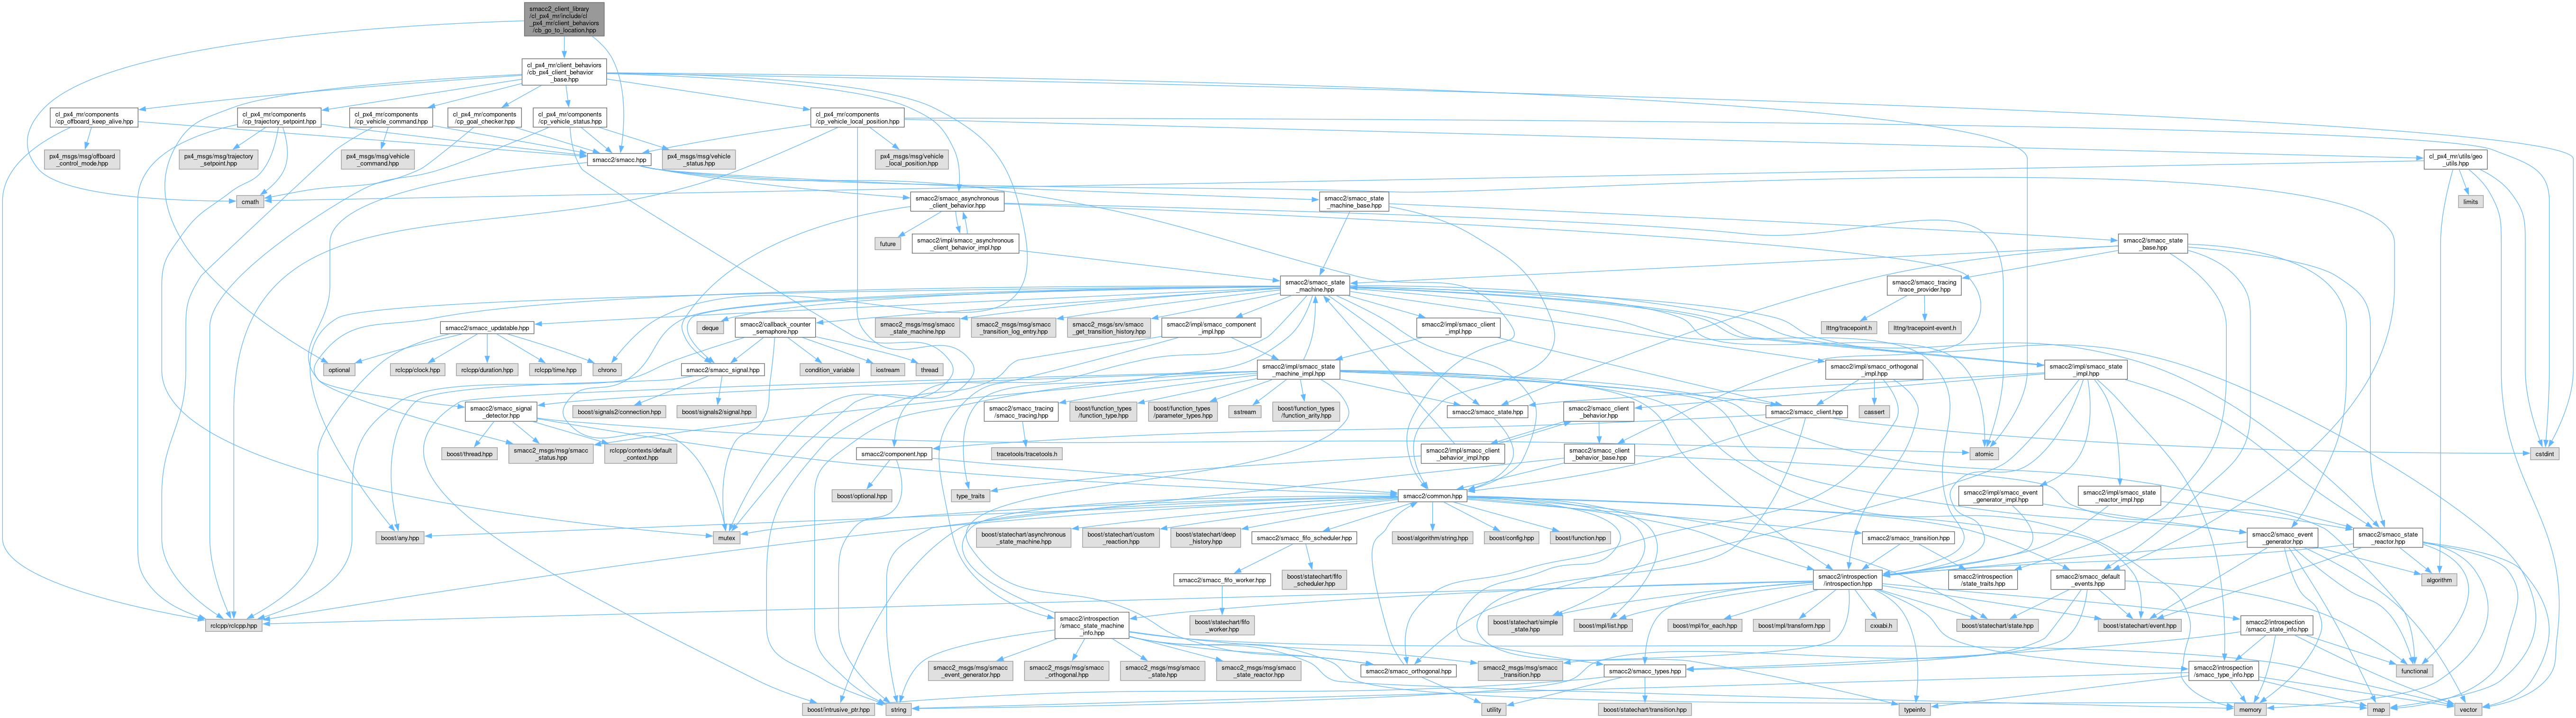 smacc2_client_library
/cl_px4_mr/include/cl
_px4_mr/client_behaviors
/cb_go_to_location.hpp
cl_px4_mr/client_behaviors
/cb_px4_client_behavior
_base.hpp
cl_px4_mr/components
/cp_offboard_keep_alive.hpp
cl_px4_mr/components
/cp_trajectory_setpoint.hpp
cl_px4_mr/components
/cp_vehicle_command.hpp
cl_px4_mr/components
/cp_goal_checker.hpp
cl_px4_mr/components
/cp_vehicle_status.hpp
cl_px4_mr/components
/cp_vehicle_local_position.hpp
px4_msgs/msg/offboard
_control_mode.hpp
px4_msgs/msg/trajectory
_setpoint.hpp
px4_msgs/msg/vehicle
_command.hpp
smacc2/smacc.hpp
px4_msgs/msg/vehicle
_status.hpp
px4_msgs/msg/vehicle
_local_position.hpp
cl_px4_mr/utils/geo
_utils.hpp
cmath
smacc2/smacc_asynchronous
_client_behavior.hpp
smacc2/smacc_state
_machine_base.hpp
limits
future
smacc2/impl/smacc_asynchronous
_client_behavior_impl.hpp
smacc2/smacc_state
_base.hpp
smacc2/smacc_state
_machine.hpp
smacc2/smacc_tracing
/trace_provider.hpp
smacc2/smacc_updatable.hpp
deque
smacc2/callback_counter
_semaphore.hpp
smacc2_msgs/msg/smacc
_state_machine.hpp
smacc2_msgs/msg/smacc
_transition_log_entry.hpp
smacc2_msgs/srv/smacc
_get_transition_history.hpp
smacc2/impl/smacc_component
_impl.hpp
smacc2/impl/smacc_client
_impl.hpp
lttng/tracepoint.h
lttng/tracepoint-event.h
optional
rclcpp/clock.hpp
rclcpp/duration.hpp
rclcpp/time.hpp
chrono
smacc2/smacc_signal.hpp
condition_variable
iostream
thread
smacc2/impl/smacc_state
_machine_impl.hpp
smacc2/impl/smacc_orthogonal
_impl.hpp
smacc2/impl/smacc_state
_impl.hpp
smacc2/smacc_signal
_detector.hpp
boost/signals2/connection.hpp
boost/signals2/signal.hpp
smacc2/smacc_tracing
/smacc_tracing.hpp
boost/function_types
/function_type.hpp
boost/function_types
/parameter_types.hpp
sstream
boost/function_types
/function_arity.hpp
smacc2/smacc_state.hpp
smacc2/smacc_client
_behavior.hpp
smacc2/smacc_client.hpp
cassert
boost/thread.hpp
smacc2_msgs/msg/smacc
_status.hpp
rclcpp/contexts/default
_context.hpp
smacc2/component.hpp
tracetools/tracetools.h
smacc2/impl/smacc_client
_behavior_impl.hpp
smacc2/smacc_client
_behavior_base.hpp
atomic
cstdint
boost/optional.hpp
type_traits
smacc2/common.hpp
smacc2/impl/smacc_event
_generator_impl.hpp
smacc2/impl/smacc_state
_reactor_impl.hpp
boost/any.hpp
mutex
boost/statechart/asynchronous
_state_machine.hpp
boost/statechart/custom
_reaction.hpp
boost/statechart/deep
_history.hpp
smacc2/smacc_fifo_scheduler.hpp
boost/algorithm/string.hpp
boost/config.hpp
boost/function.hpp
smacc2/smacc_transition.hpp
smacc2/smacc_event
_generator.hpp
smacc2/smacc_state
_reactor.hpp
smacc2/smacc_fifo_worker.hpp
boost/statechart/fifo
_scheduler.hpp
smacc2/introspection
/introspection.hpp
smacc2/introspection
/state_traits.hpp
smacc2/smacc_default
_events.hpp
algorithm
rclcpp/rclcpp.hpp
smacc2/introspection
/smacc_state_machine
_info.hpp
boost/statechart/fifo
_worker.hpp
boost/statechart/simple
_state.hpp
boost/mpl/list.hpp
boost/mpl/for_each.hpp
boost/mpl/transform.hpp
cxxabi.h
boost/statechart/state.hpp
boost/statechart/event.hpp
smacc2/introspection
/smacc_state_info.hpp
smacc2_msgs/msg/smacc
_event_generator.hpp
smacc2_msgs/msg/smacc
_orthogonal.hpp
smacc2_msgs/msg/smacc
_state.hpp
smacc2_msgs/msg/smacc
_state_reactor.hpp
smacc2/smacc_orthogonal.hpp
smacc2_msgs/msg/smacc
_transition.hpp
smacc2/smacc_types.hpp
smacc2/introspection
/smacc_type_info.hpp
functional
boost/intrusive_ptr.hpp
string
utility
boost/statechart/transition.hpp
typeinfo
memory
map
vector